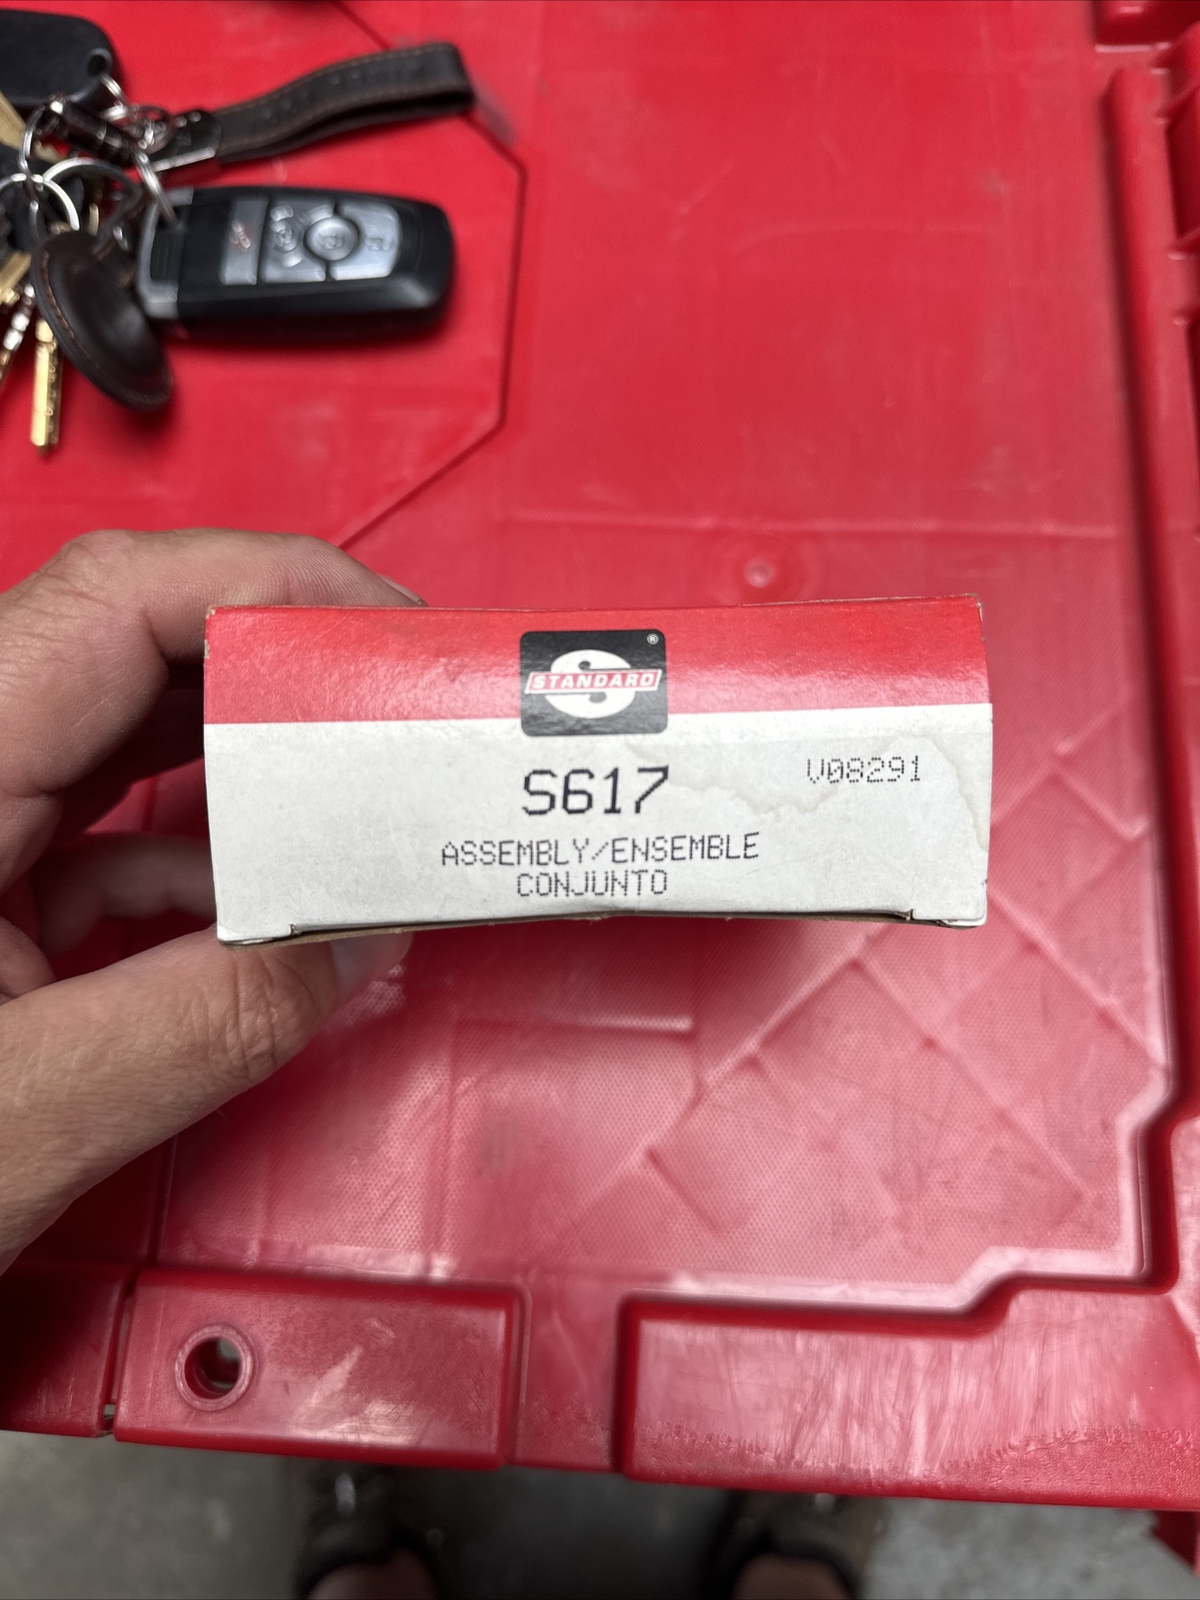 STANDARD ®
S617
V08291
ASSEMBLY/ENSEMBLE
CONJUNTO